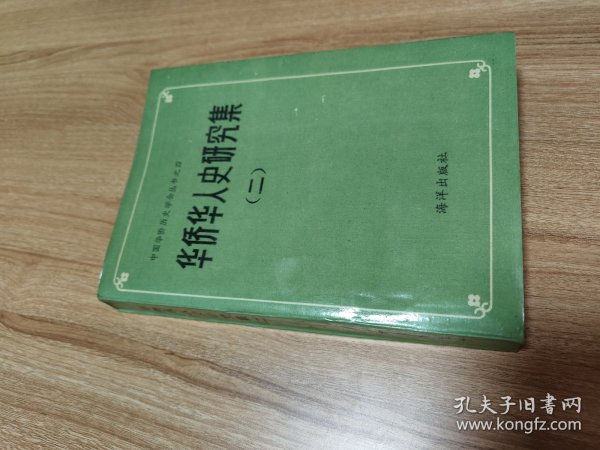 中国华侨历史学会丛书之四
华侨华人史研究集
(二)
海洋出版社
孔夫子旧書网
www.kongfz.com